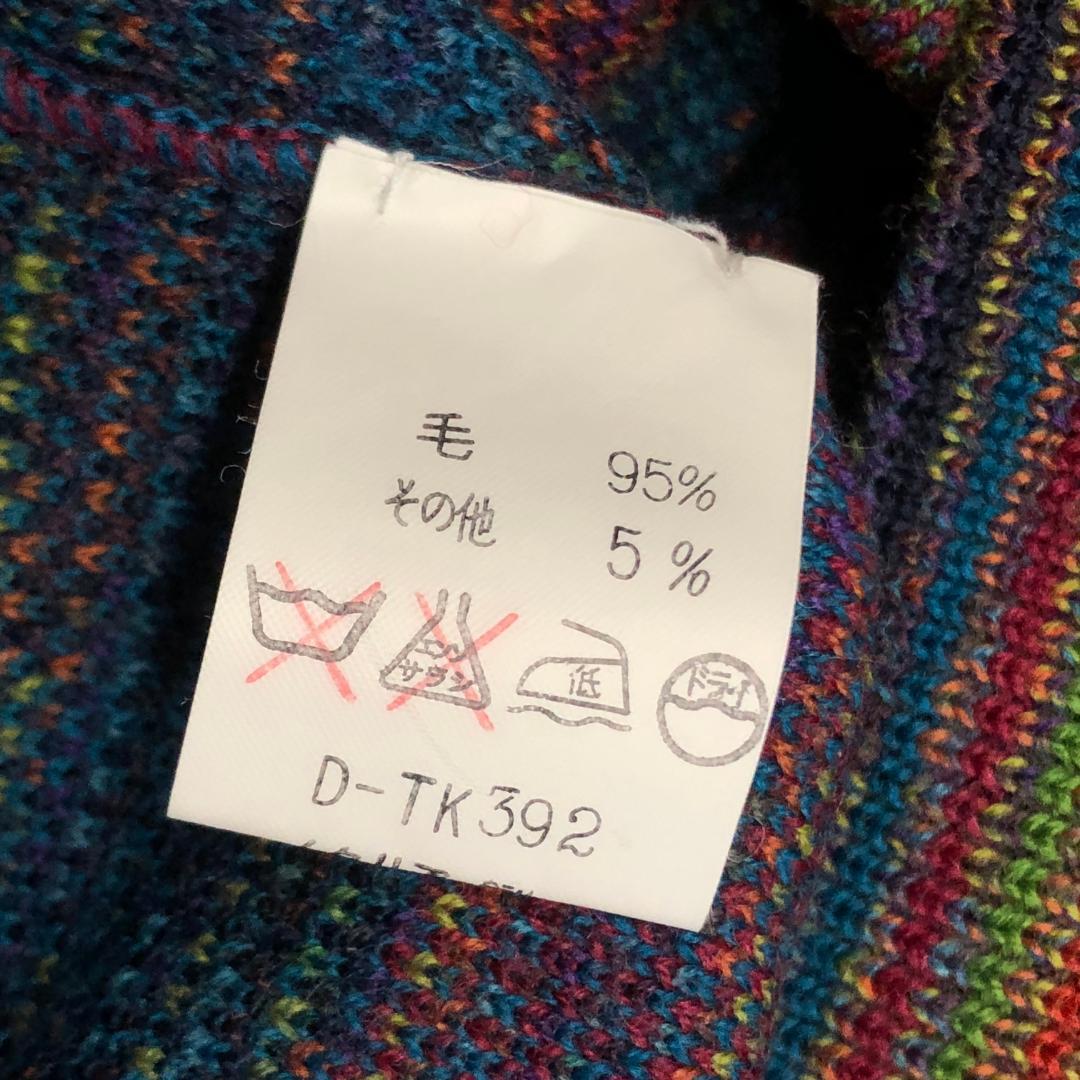 毛 95%
その他 5%
エンソ サラシ 低 ドライ
D-TK392